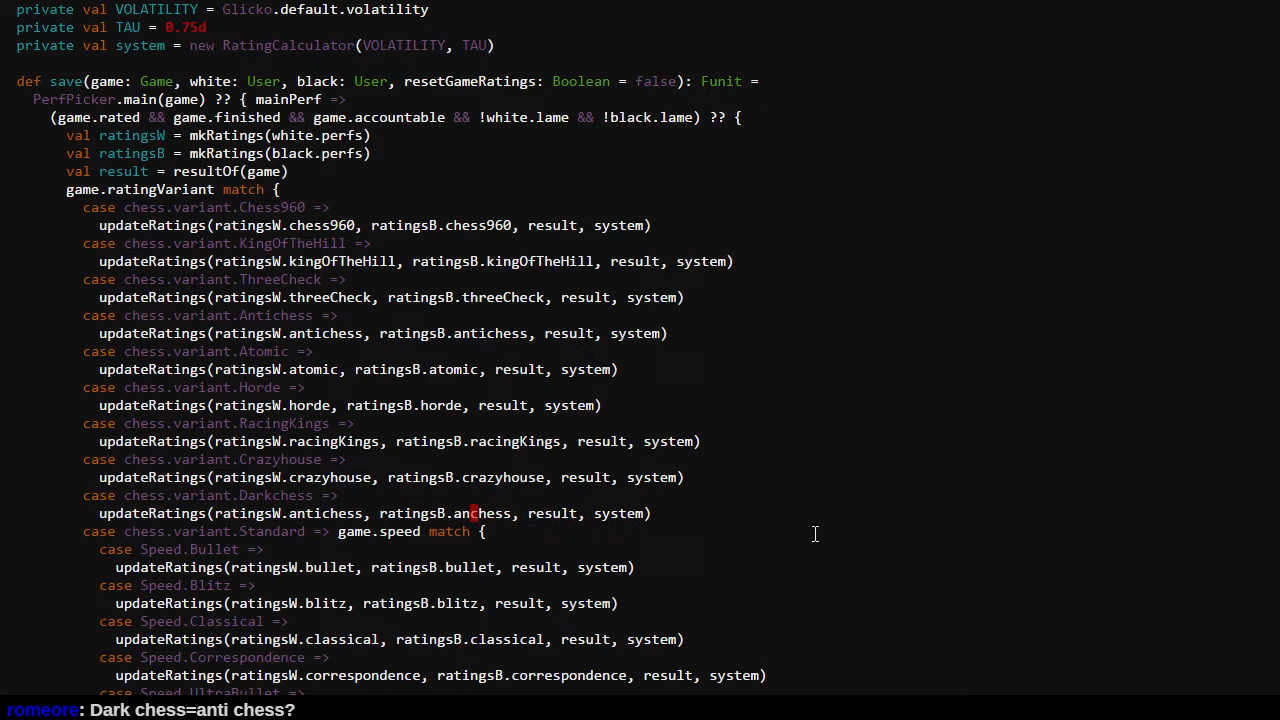 private val VOLATILITY = Glicko.default.volatility
private val TAU = 0.75d
private val system = new RatingCalculator(VOLATILITY, TAU)
def save(game: Game, white: User, black: User, resetGameRatings: Boolean = false): Funit =
PerfPicker.main(game) ?? { mainPerf =>
(game.rated && game.finished && game.accountable && !white.lame && !black.lame) ?? {
val ratingsW = mkRatings(white.perfs)
val ratingsB = mkRatings(black.perfs)
val result = resultOf(game)
game.ratingVariant match {
case chess.variant.Chess960 =>
updateRatings(ratingsW.chess960, ratingsB.chess960, result, system)
case chess.variant.KingOfTheHill =>
updateRatings(ratingsW.kingOfTheHill, ratingsB.kingOfTheHill, result, system)
case chess.variant.ThreeCheck =>
updateRatings(ratingsW.threeCheck, ratingsB.threeCheck, result, system)
case chess.variant.Antichess =>
updateRatings(ratingsW.antichess, ratingsB.antichess, result, system)
case chess.variant.Atomic =>
updateRatings(ratingsW.atomic, ratingsB.atomic, result, system)
case chess.variant.Horde =>
updateRatings(ratingsW.horde, ratingsB.horde, result, system)
case chess.variant.RacingKings =>
updateRatings(ratingsW.racingKings, ratingsB.racingKings, result, system)
case chess.variant.Crazyhouse =>
updateRatings(ratingsW.crazyhouse, ratingsB.crazyhouse, result, system)
case chess.variant.Darkchess =>
updateRatings(ratingsW.antichess, ratingsB.anchess, result, system)
case chess.variant.Standard => game.speed match {
case Speed.Bullet =>
updateRatings(ratingsW.bullet, ratingsB.bullet, result, system)
case Speed.Blitz =>
updateRatings(ratingsW.blitz, ratingsB.blitz, result, system)
case Speed.Classical =>
updateRatings(ratingsW.classical, ratingsB.classical, result, system)
case Speed.Correspondence =>
updateRatings(ratingsW.correspondence, ratingsB.correspondence, result, system)
case Speed.UltraBullet =>
romeore: Dark chess=anti chess?